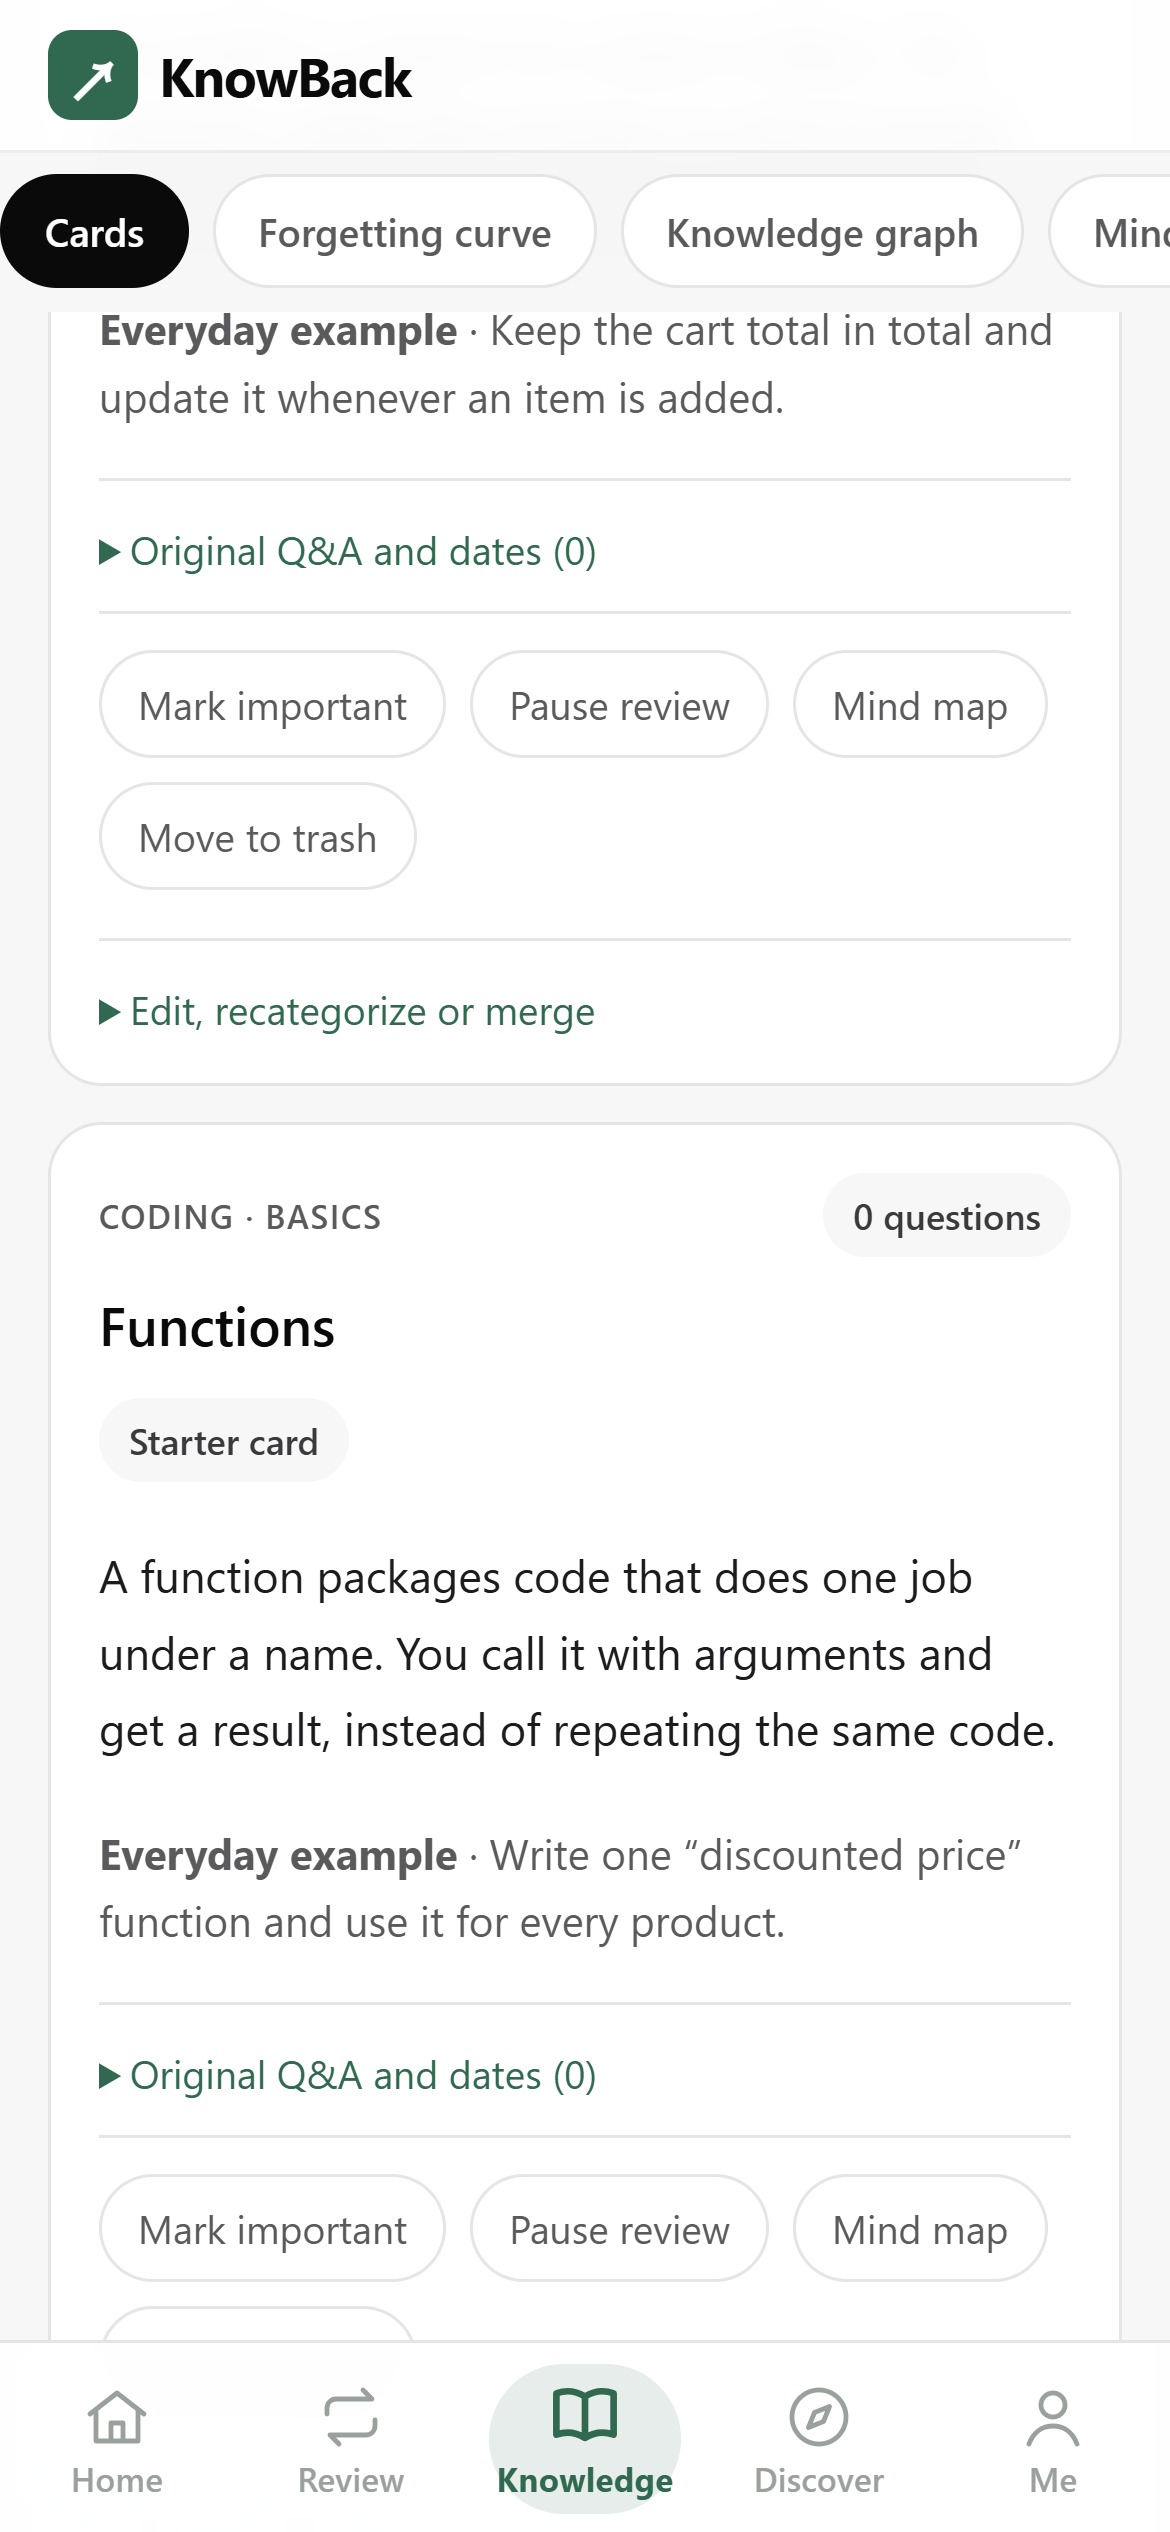 KnowBack
Cards
Forgetting curve
Knowledge graph
Everyday example · Keep the cart total in total and
update it whenever an item is added.
Original Q&A and dates (0)
Mark important
Pause review
Mind map
Move to trash
Edit, recategorize or merge
CODING · BASICS
0 questions
Functions
Starter card
A function packages code that does one job
under a name. You call it with arguments and
get a result, instead of repeating the same code.
Everyday example · Write one “discounted price”
function and use it for every product.
Original Q&A and dates (0)
Mark important
Pause review
Mind map
Home
Review
Knowledge
Discover
Me